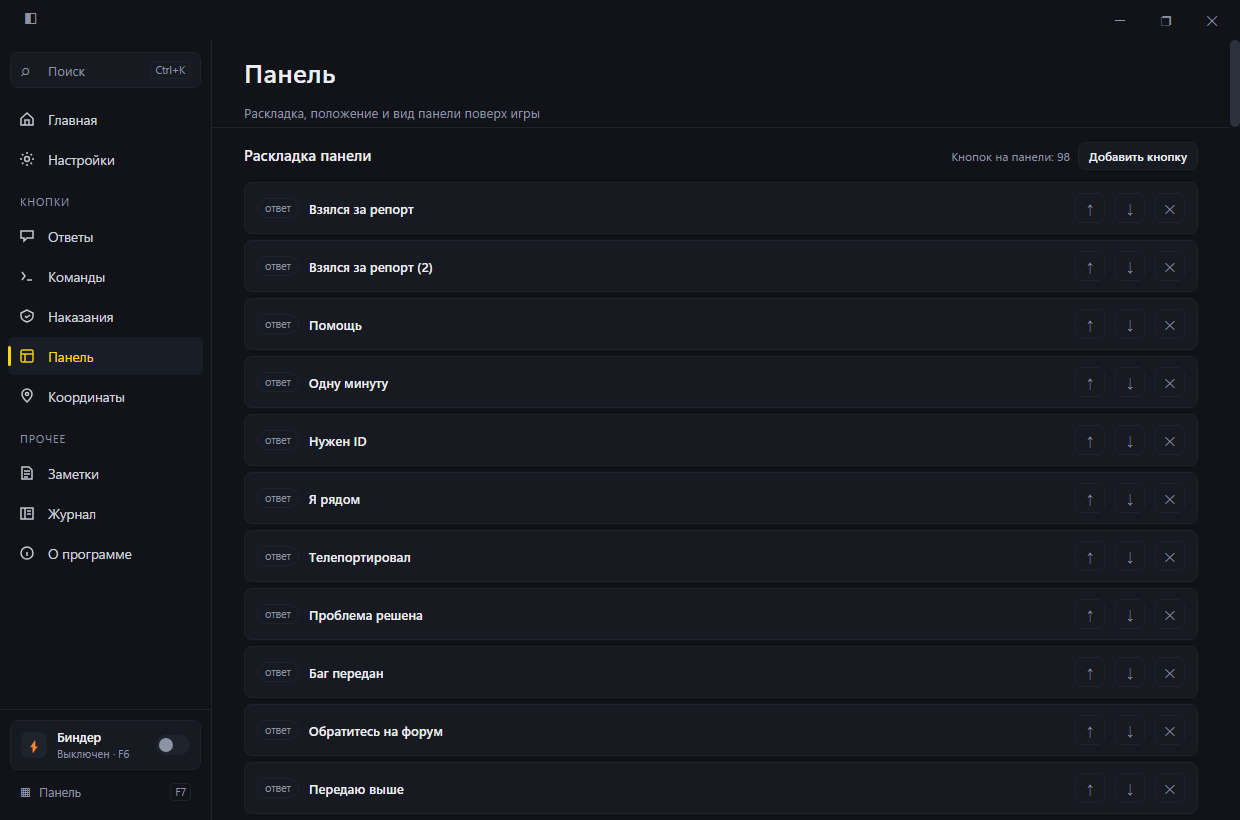 Поиск Ctrl+K
Главная
Настройки
КНОПКИ
Ответы
Команды
Наказания
Панель
Координаты
ПРОЧЕЕ
Заметки
Журнал
О программе
Биндер
Выключен · F6
Панель F7
Панель
Раскладка, положение и вид панели поверх игры
Раскладка панели Кнопок на панели: 98 Добавить кнопку
ответ Взялся за репорт
ответ Взялся за репорт (2)
ответ Помощь
ответ Одну минуту
ответ Нужен ID
ответ Я рядом
ответ Телепортировал
ответ Проблема решена
ответ Баг передан
ответ Обратитесь на форум
ответ Передаю выше